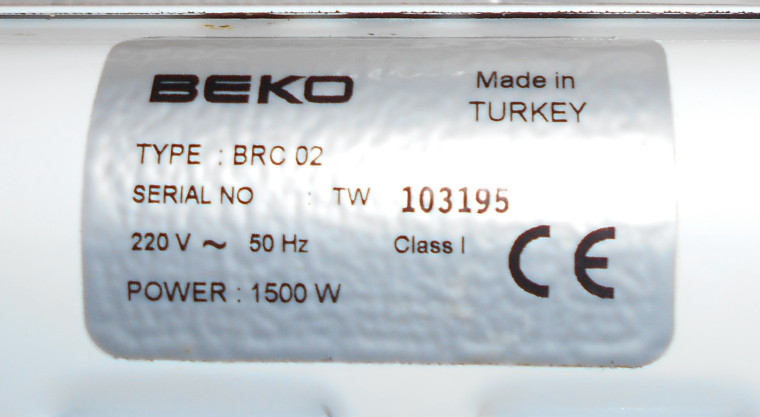 BEKO
Made in
TURKEY
TYPE : BRC 02
SERIAL NO : TW 103195
220 V ~ 50 Hz Class I
CE
POWER : 1500 W